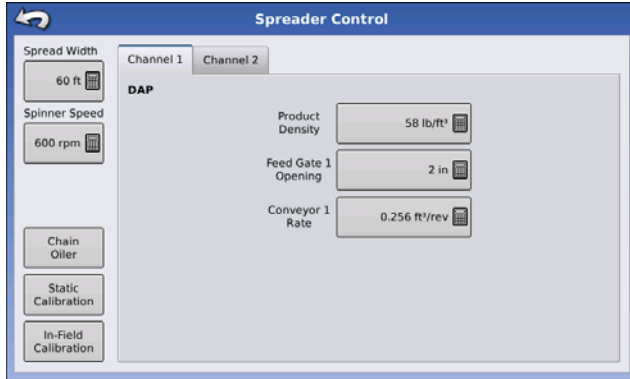 Spreader Control
Spread Width
60 ft
Spinner Speed
600 rpm
Chain
Oiler
Static
Calibration
In-Field
Calibration
Channel 1
Channel 2
DAP
Product
Density
58 lb/ft³
Feed Gate 1
Opening
2 in
Conveyor 1
Rate
0.256 ft³/rev